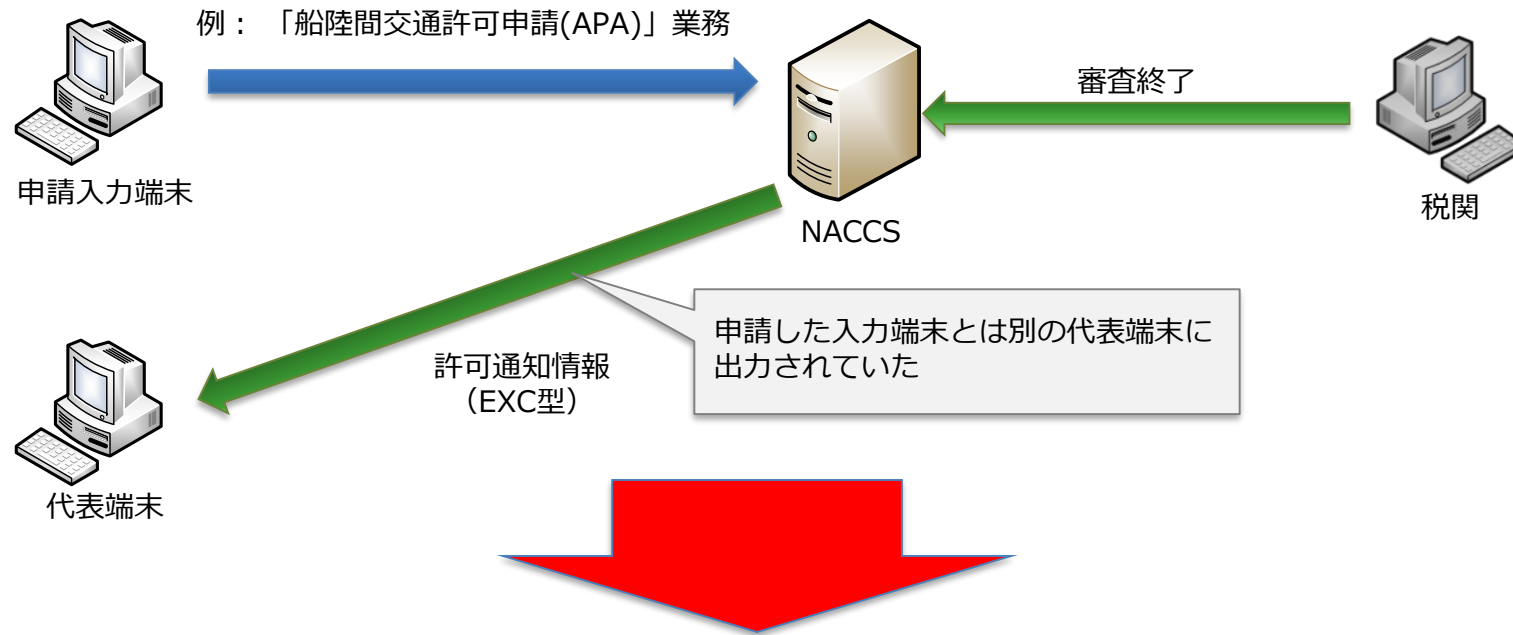 例： 「船陸間交通許可申請(APA)」業務
審査終了
申請入力端末
税関
NACCS
申請した入力端末とは別の代表端末に
出力されていた
許可通知情報
（EXC型）
代表端末